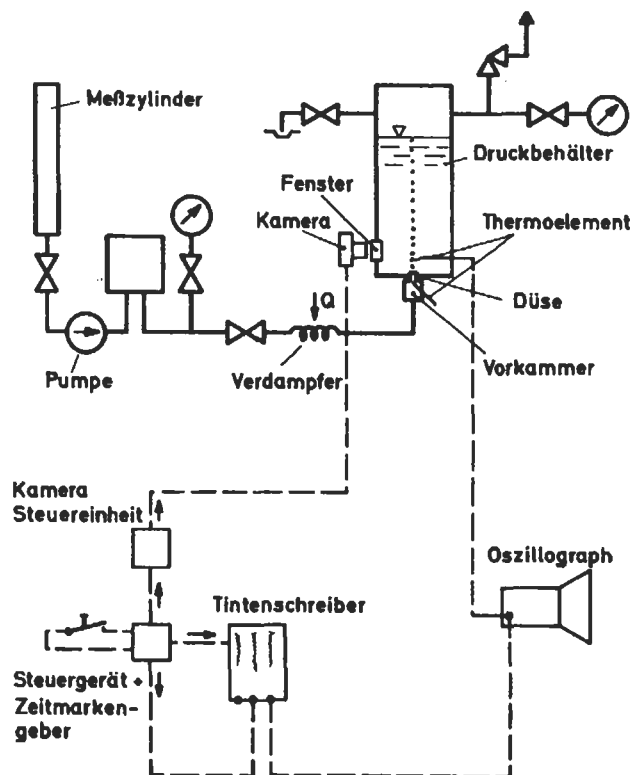 Meßzylinder
Druckbehälter
Fenster
Kamera
Thermoelement
Q
Düse
Pumpe
Verdampfer
Vorkammer
Kamera
Steuereinheit
Oszillograph
Tintenschreiber
Steuergerät +
Zeitmarken-
geber